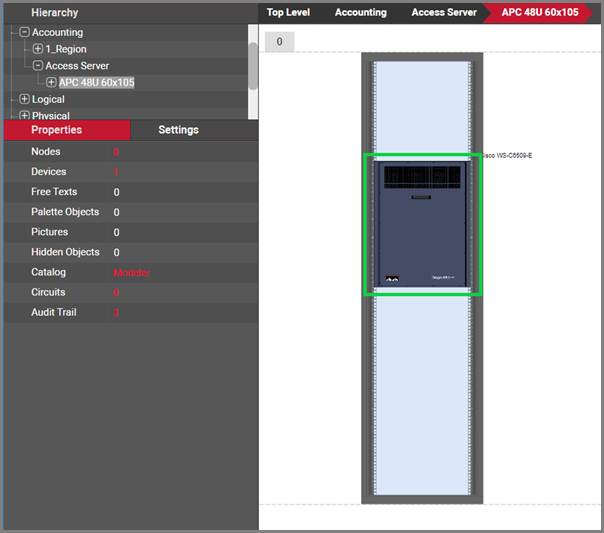 Hierarchy
Accounting
1_Region
Access Server
APC 48U 60x105
Logical
Physical
Properties Settings
Nodes 0
Devices 1
Free Texts 0
Palette Objects 0
Pictures 0
Hidden Objects 0
Catalog Modeler
Circuits 0
Audit Trail 3
Top Level Accounting Access Server APC 48U 60x105
0
isco WS-C6509-E